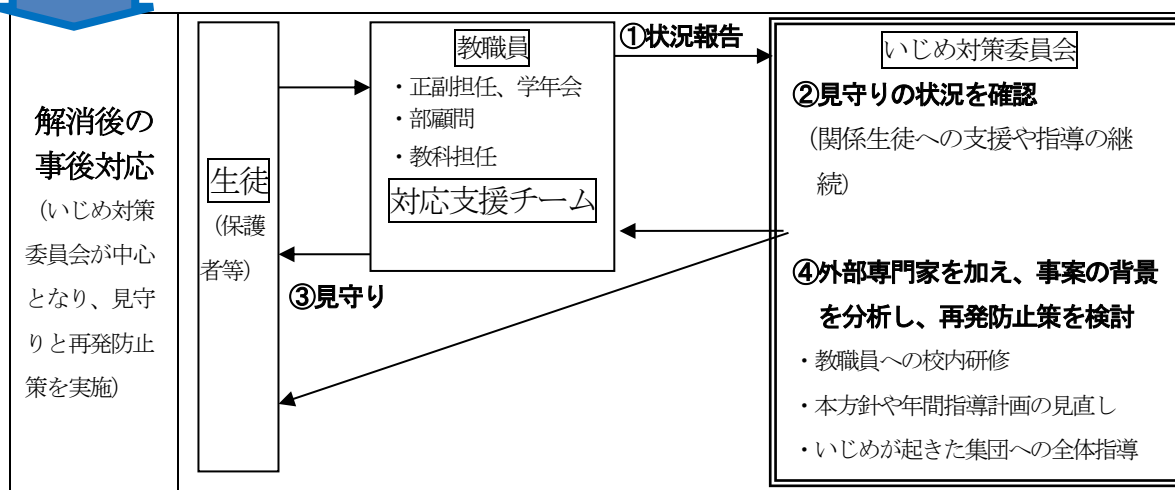 解消後の
事後対応
(いじめ対策
委員会が中心
となり、見守
りと再発防止
策を実施)
生徒
(保護
者等)
教職員
・正副担任、学年会
・部顧問
・教科担任
対応支援チーム
③見守り
①状況報告
いじめ対策委員会
②見守りの状況を確認
(関係生徒への支援や指導の継
続)
④外部専門家を加え、事案の背景
を分析し、再発防止策を検討
・教職員への校内研修
・本方針や年間指導計画の見直し
・いじめが起きた集団への全体指導